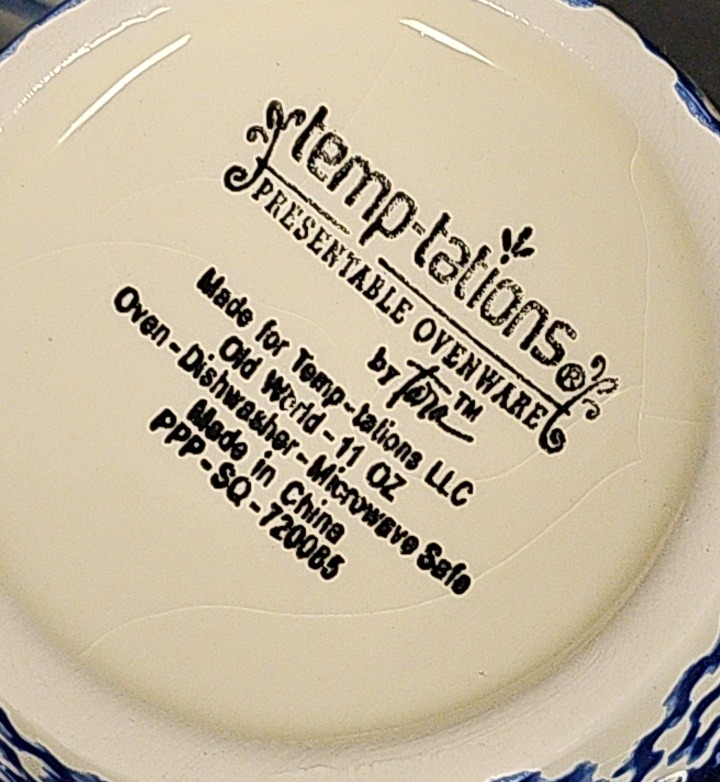 temp-tations®
PRESENTABLE OVENWARE
by Tara™
Made for Temp-tations LLC
Old World - 11 OZ
Oven - Dishwasher - Microwave Safe
Made in China
PPP - SQ - 720085